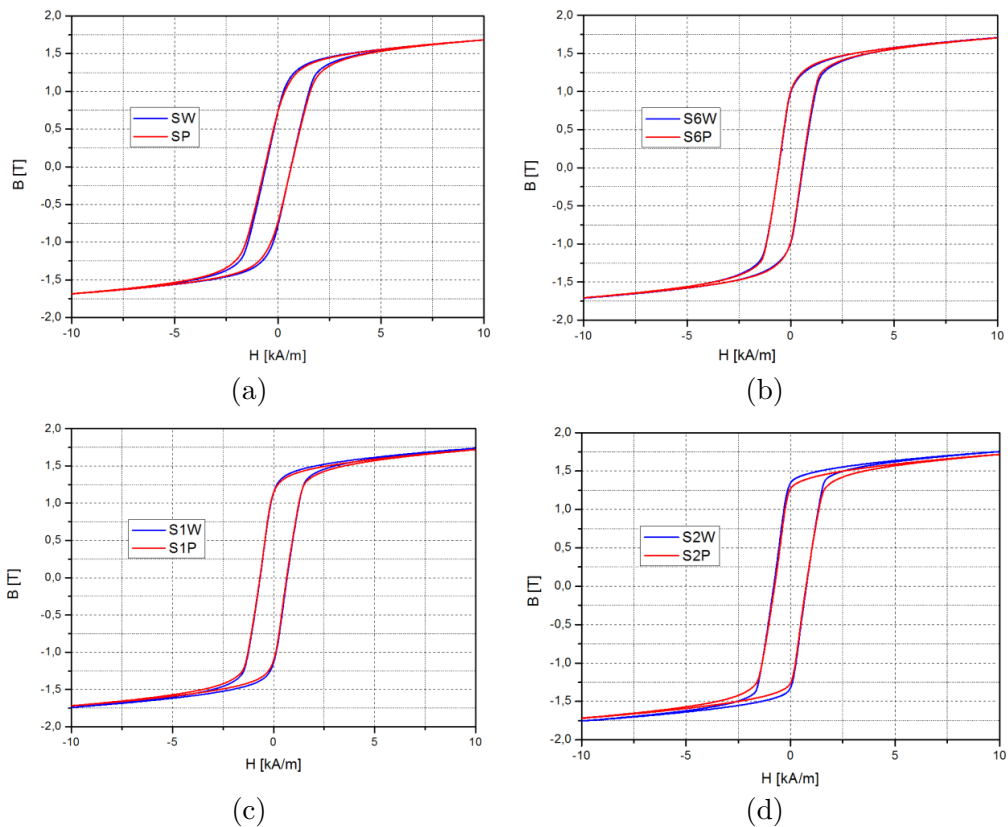 2,0
1,5
1,0
0,5
0,0
-0,5
-1,0
-1,5
-2,0
B [T]
SW
SP
-10 -5 0 5 10
H [kA/m]
(a)
2,0
1,5
1,0
0,5
0,0
-0,5
-1,0
-1,5
-2,0
B [T]
S6W
S6P
-10 -5 0 5 10
H [kA/m]
(b)
2,0
1,5
1,0
0,5
0,0
-0,5
-1,0
-1,5
-2,0
B [T]
S1W
S1P
-10 -5 0 5 10
H [kA/m]
(c)
2,0
1,5
1,0
0,5
0,0
-0,5
-1,0
-1,5
-2,0
B [T]
S2W
S2P
-10 -5 0 5 10
H [kA/m]
(d)